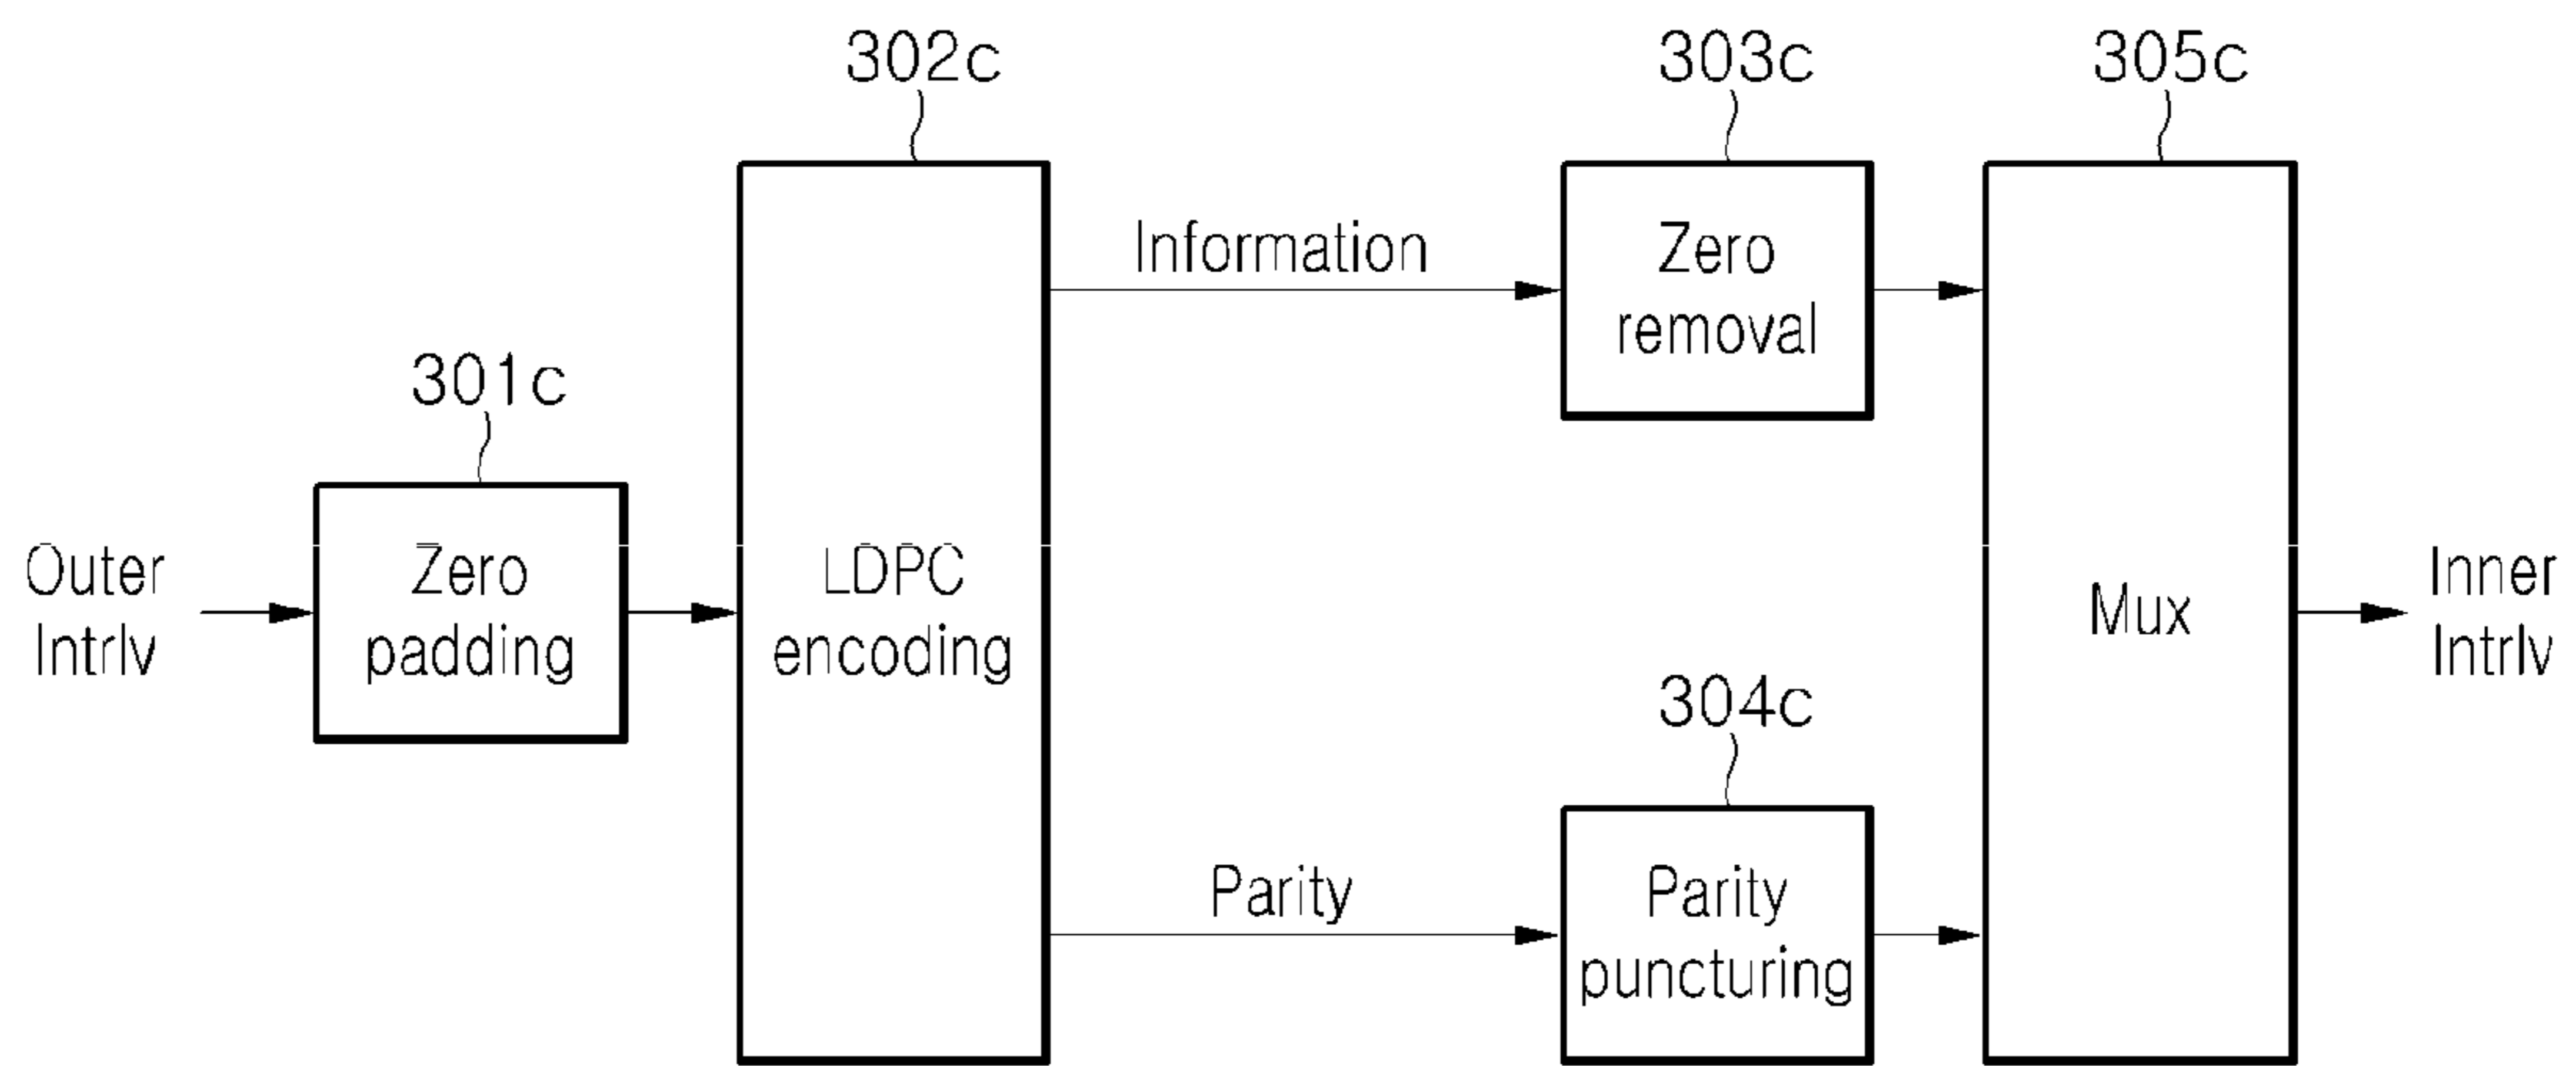 302c
303c
305c
Information
Zero
removal
301c
Outer
Intrlv
Zero
padding
LDPC
encoding
Mux
Inner
Intrlv
304c
Parity
Parity
puncturing